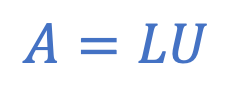 A = LU